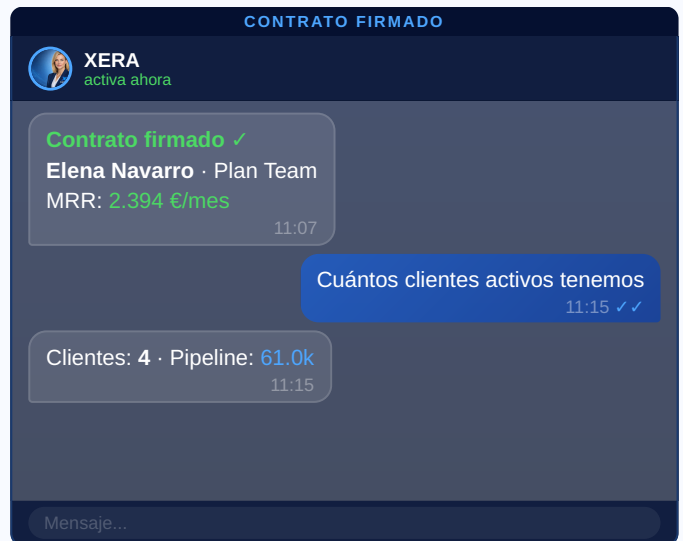 CONTRATO FIRMADO
XERA
activa ahora
Contrato firmado ✓
Elena Navarro · Plan Team
MRR: 2.394 €/mes
11:07
Cuántos clientes activos tenemos
11:15 ✓✓
Clientes: 4 · Pipeline: 61.0k
11:15
Mensaje...